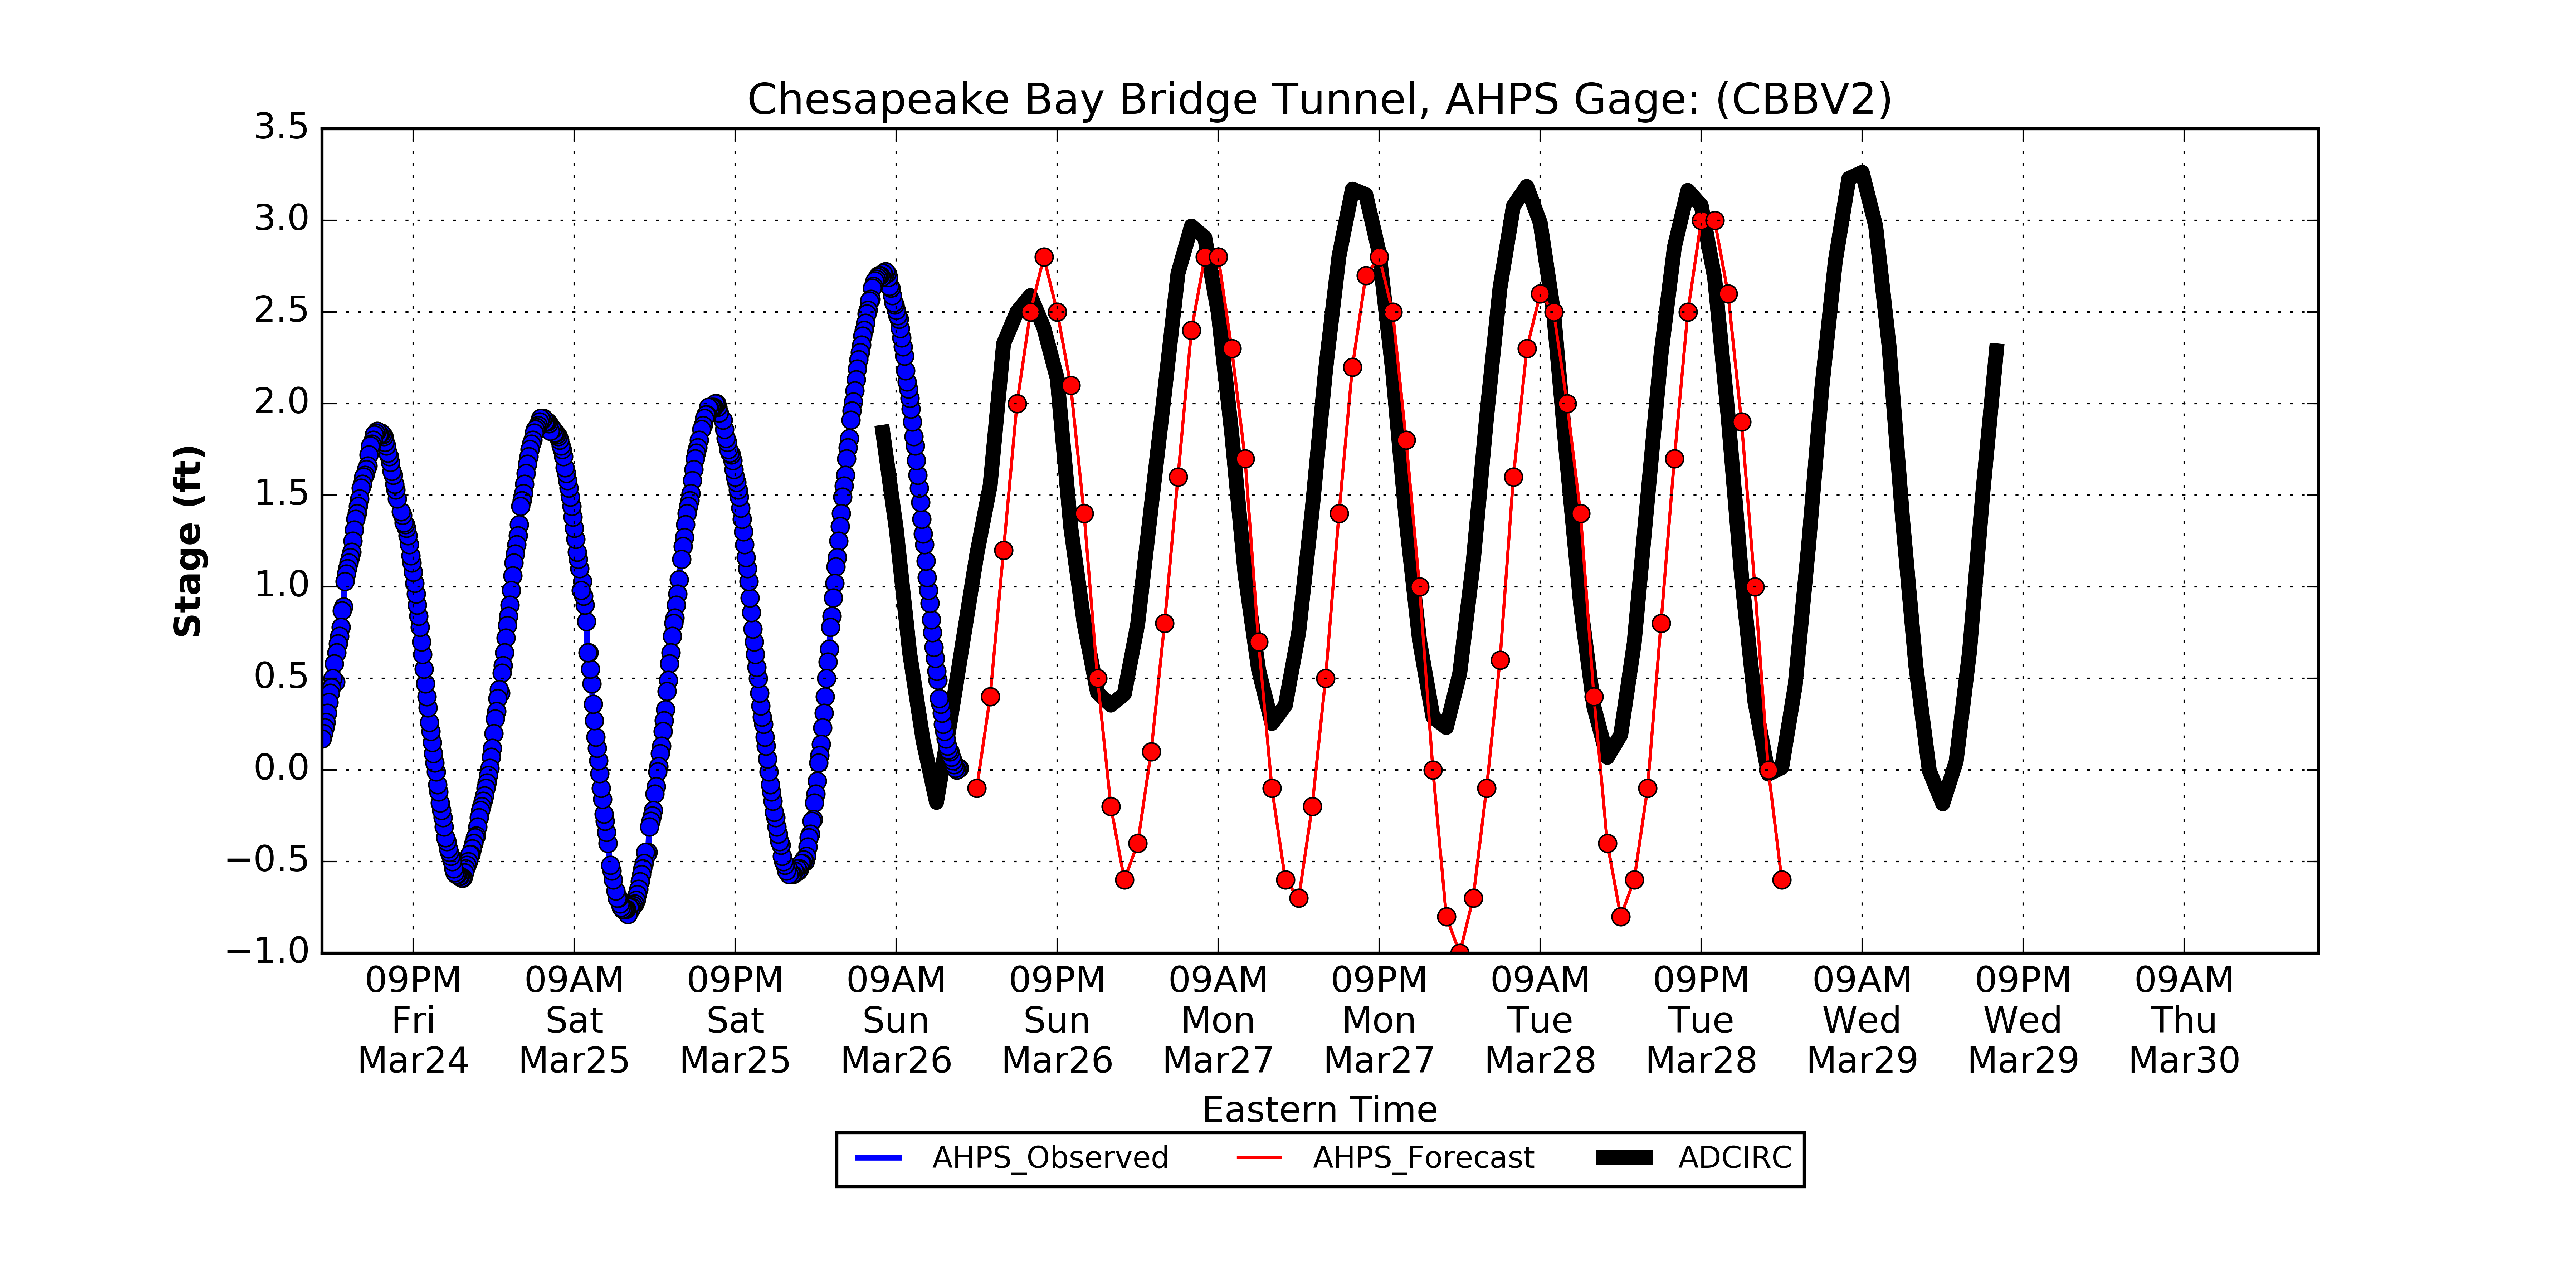 Chesapeake Bay Bridge Tunnel, AHPS Gage: (CBBV2)
3.5
3.0
2.5
2.0
1.5
1.0
0.5
0.0
−0.5
−1.0
Stage (ft)
09PM 09AM 09PM 09AM 09PM 09AM 09PM 09AM 09PM 09AM 09PM 09AM
Fri Sat Sat Sun Sun Mon Mon Tue Tue Wed Wed Thu
Mar24 Mar25 Mar25 Mar26 Mar26 Mar27 Mar27 Mar28 Mar28 Mar29 Mar29 Mar30
Eastern Time
AHPS_Observed AHPS_Forecast ADCIRC